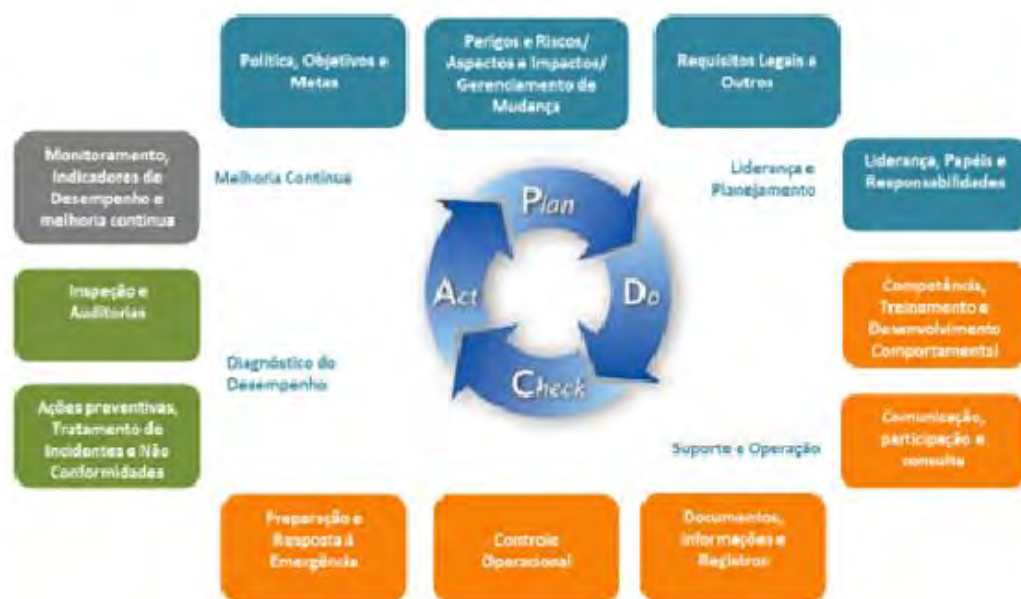 Política, Objetivos e
Metas
Perigos e Riscos/
Aspectos e Impactos/
Gerenciamento de
Mudança
Requisitos Legais e
Outros
Monitoramento,
Indicadores de
Desempenho e
melhoria continua
Melhoria Continua
Liderança e
Planejamento
Liderança, Papéis e
Responsabilidades
Plan
Act
Do
Check
Inspeção e
Auditorias
Competência,
Treinamento e
Desenvolvimento
Comportamental
Diagnóstico do
Desempenho
Ações preventivas,
Tratamento de
Incidentes e Não
Conformidades
Comunicação,
participação e
consulta
Suporte e Operação
Preparação e
Resposta à
Emergência
Controle
Operacional
Documentos,
Informações e
Registros